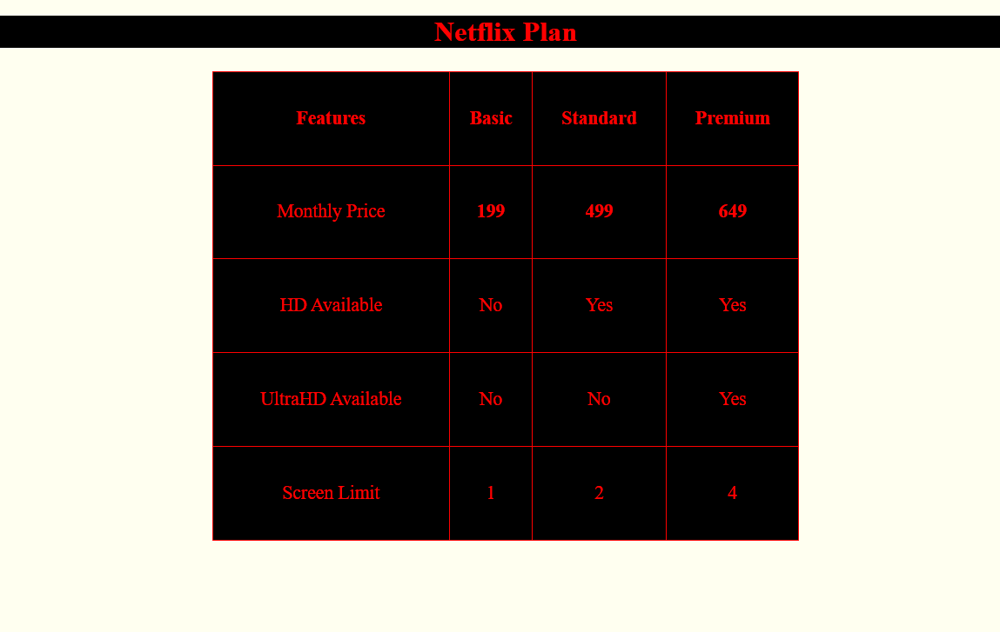 Netflix Plan
Features Basic Standard Premium
Monthly Price 199 499 649
HD Available No Yes Yes
UltraHD Available No No Yes
Screen Limit 1 2 4